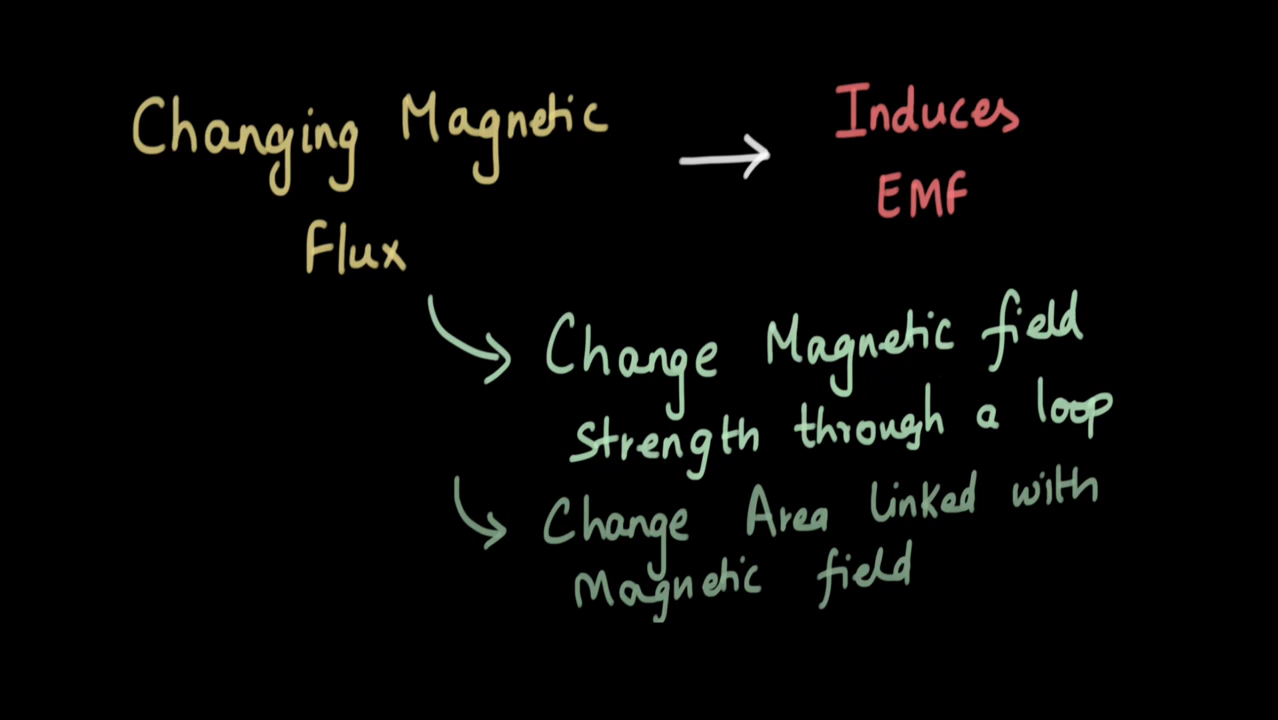 Changing Magnetic
Flux
→ Induces
EMF
Change Magnetic field
strength through a loop
Change Area linked with
Magnetic field